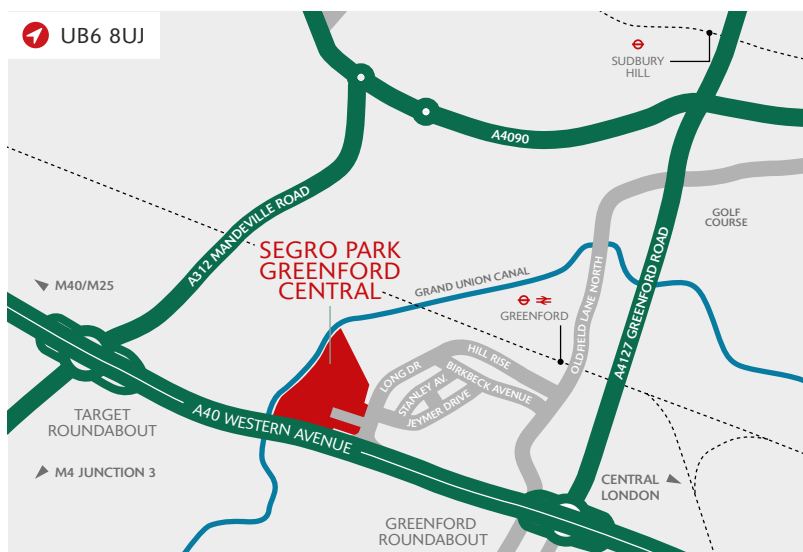 UB6 8UJ
SUDBURY
HILL
A4090
A312 MANDEVILLE ROAD
GOLF
COURSE
SEGRO PARK
GREENFORD
CENTRAL
M40/M25
GRAND UNION CANAL
OLDFIELD LANE NORTH
A4127 GREENFORD ROAD
GREENFORD
HILL RISE
LONG DR
BIRKBECK AVENUE
STANLEY AV.
JEYMER DRIVE
TARGET
ROUNDABOUT
A40 WESTERN AVENUE
M4 JUNCTION 3
CENTRAL
LONDON
GREENFORD
ROUNDABOUT